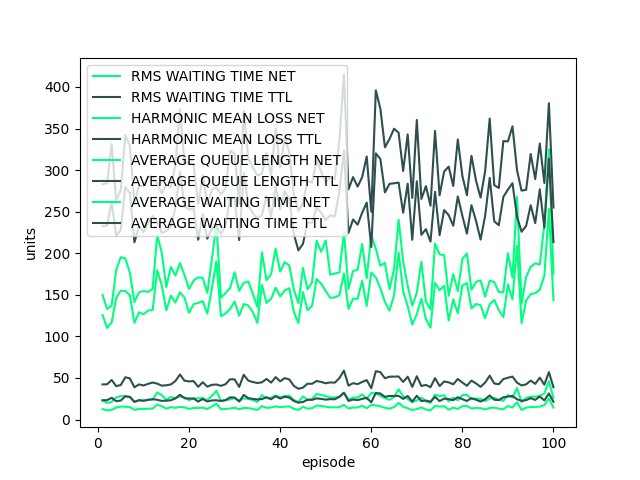 400
350
300
250
200
150
100
50
0
units
RMS WAITING TIME NET
RMS WAITING TIME TTL
HARMONIC MEAN LOSS NET
HARMONIC MEAN LOSS TTL
AVERAGE QUEUE LENGTH NET
AVERAGE QUEUE LENGTH TTL
AVERAGE WAITING TIME NET
AVERAGE WAITING TIME TTL
0 20 40 60 80 100
episode